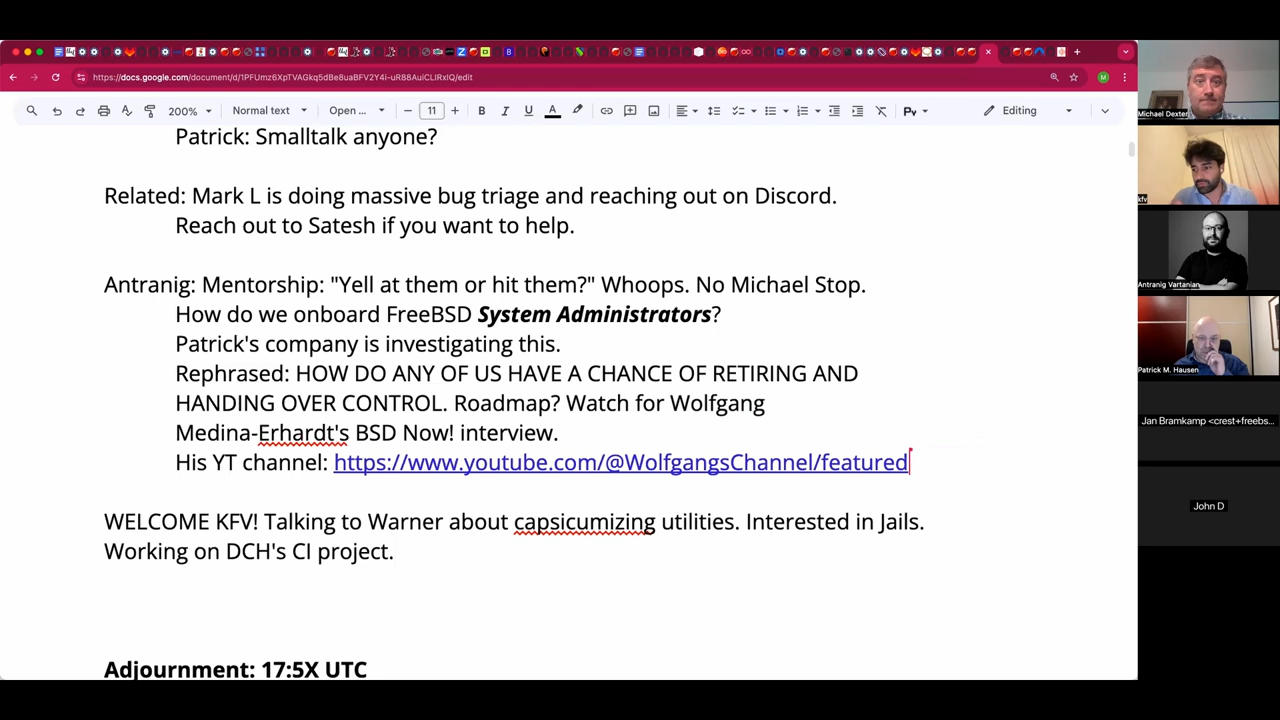 https://docs.google.com/document/d/1PFUmz6XpTVAGkq5dBe8uaBFV2Y4i-uR88AuiCLlRxIQ/edit
200%
Normal text
Open ...
11
Editing
Patrick: Smalltalk anyone?
Related: Mark L is doing massive bug triage and reaching out on Discord.
Reach out to Satesh if you want to help.
Antranig: Mentorship: "Yell at them or hit them?" Whoops. No Michael Stop.
How do we onboard FreeBSD System Administrators?
Patrick's company is investigating this.
Rephrased: HOW DO ANY OF US HAVE A CHANCE OF RETIRING AND
HANDING OVER CONTROL. Roadmap? Watch for Wolfgang
Medina-Erhardt's BSD Now! interview.
His YT channel: https://www.youtube.com/@WolfgangsChannel/featured
WELCOME KFV! Talking to Warner about capsicumizing utilities. Interested in Jails.
Working on DCH's CI project.
Adjournment: 17:5X UTC
Michael Dexter
kfv
Antranig Vartanian
Patrick M. Hausen
Jan Bramkamp <crest+freebs...
John D